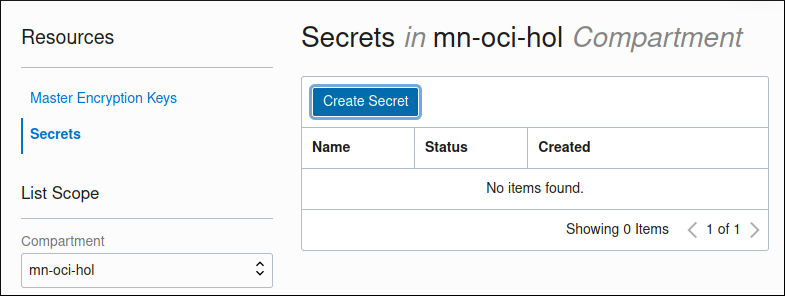 Resources
Master Encryption Keys
Secrets
List Scope
Compartment
mn-oci-hol
Secrets in mn-oci-hol Compartment
Create Secret
Name Status Created
No items found.
Showing 0 Items 1 of 1